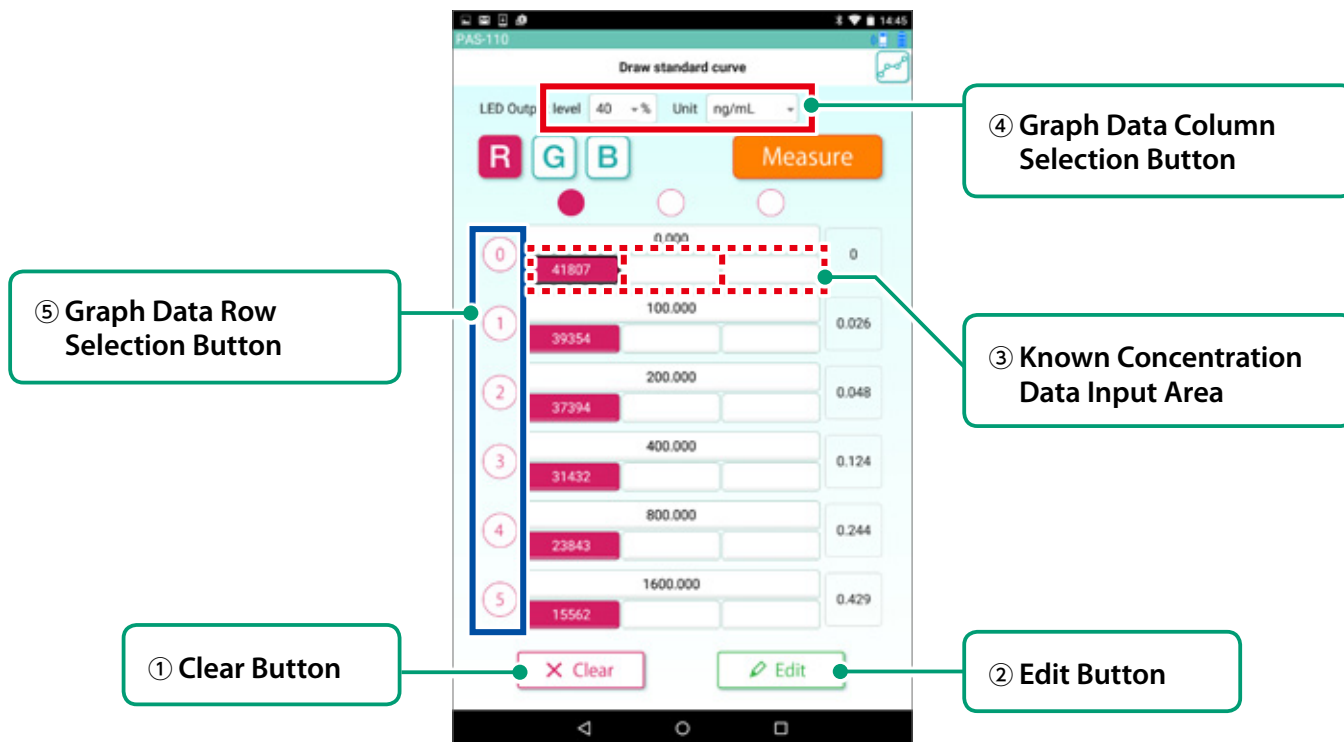 14:45
PAS-110
Draw standard curve
LED Outp level 40 % Unit ng/mL
④ Graph Data Column
Selection Button
R G B Measure
0.000
0 41807 0
⑤ Graph Data Row
Selection Button
100.000
1 39354 0.026
③ Known Concentration
Data Input Area
200.000
2 37394 0.048
400.000
3 31432 0.124
800.000
4 23843 0.244
1600.000
5 15562 0.429
① Clear Button
× Clear Edit
② Edit Button